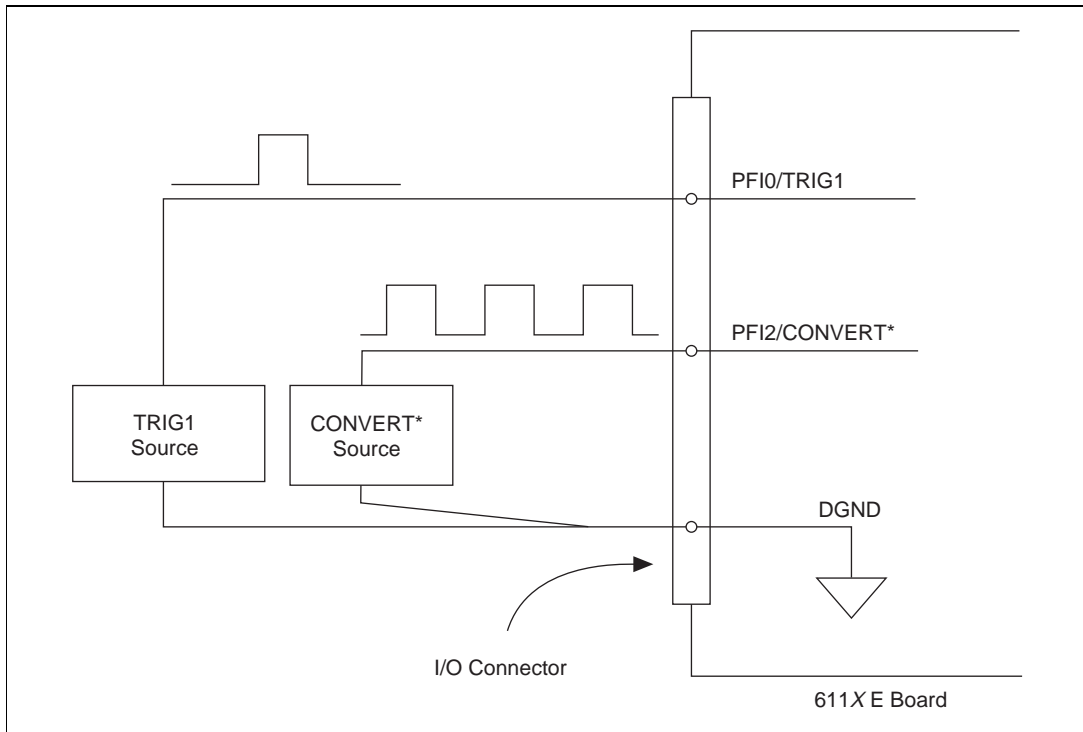 PFI0/TRIG1
PFI2/CONVERT*
TRIG1
Source
CONVERT*
Source
DGND
I/O Connector
611X E Board